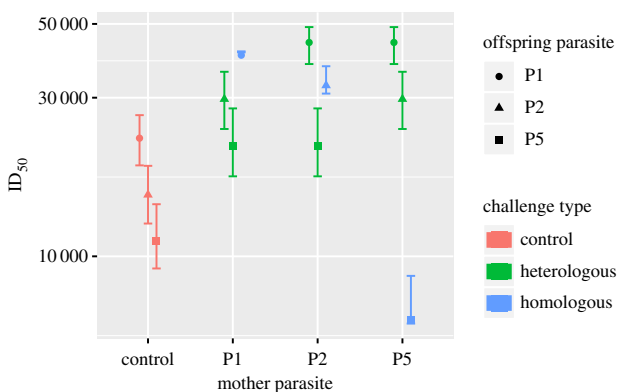 50 000
30 000
10 000
ID50
control P1 P2 P5
mother parasite
offspring parasite
P1
P2
P5
challenge type
control
heterologous
homologous